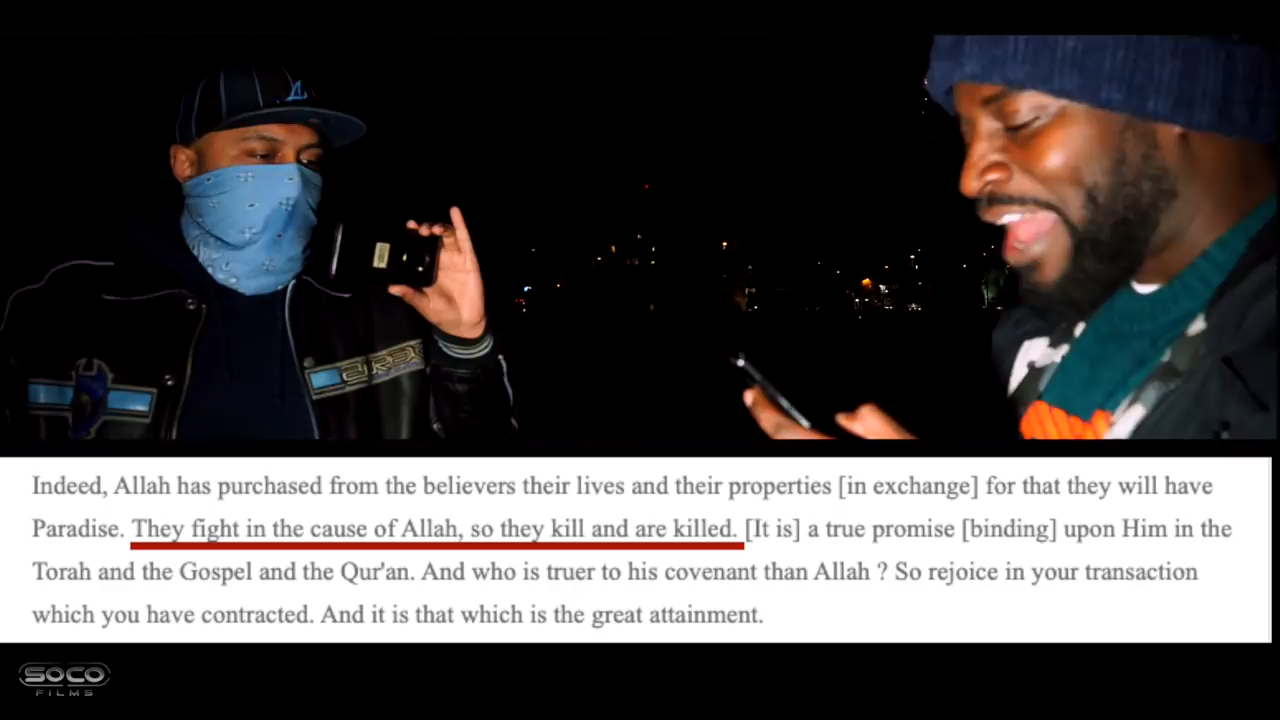 Indeed, Allah has purchased from the believers their lives and their properties [in exchange] for that they will have
Paradise. They fight in the cause of Allah, so they kill and are killed. [It is] a true promise [binding] upon Him in the
Torah and the Gospel and the Qur'an. And who is truer to his covenant than Allah ? So rejoice in your transaction
which you have contracted. And it is that which is the great attainment.
SOCO
FILMS